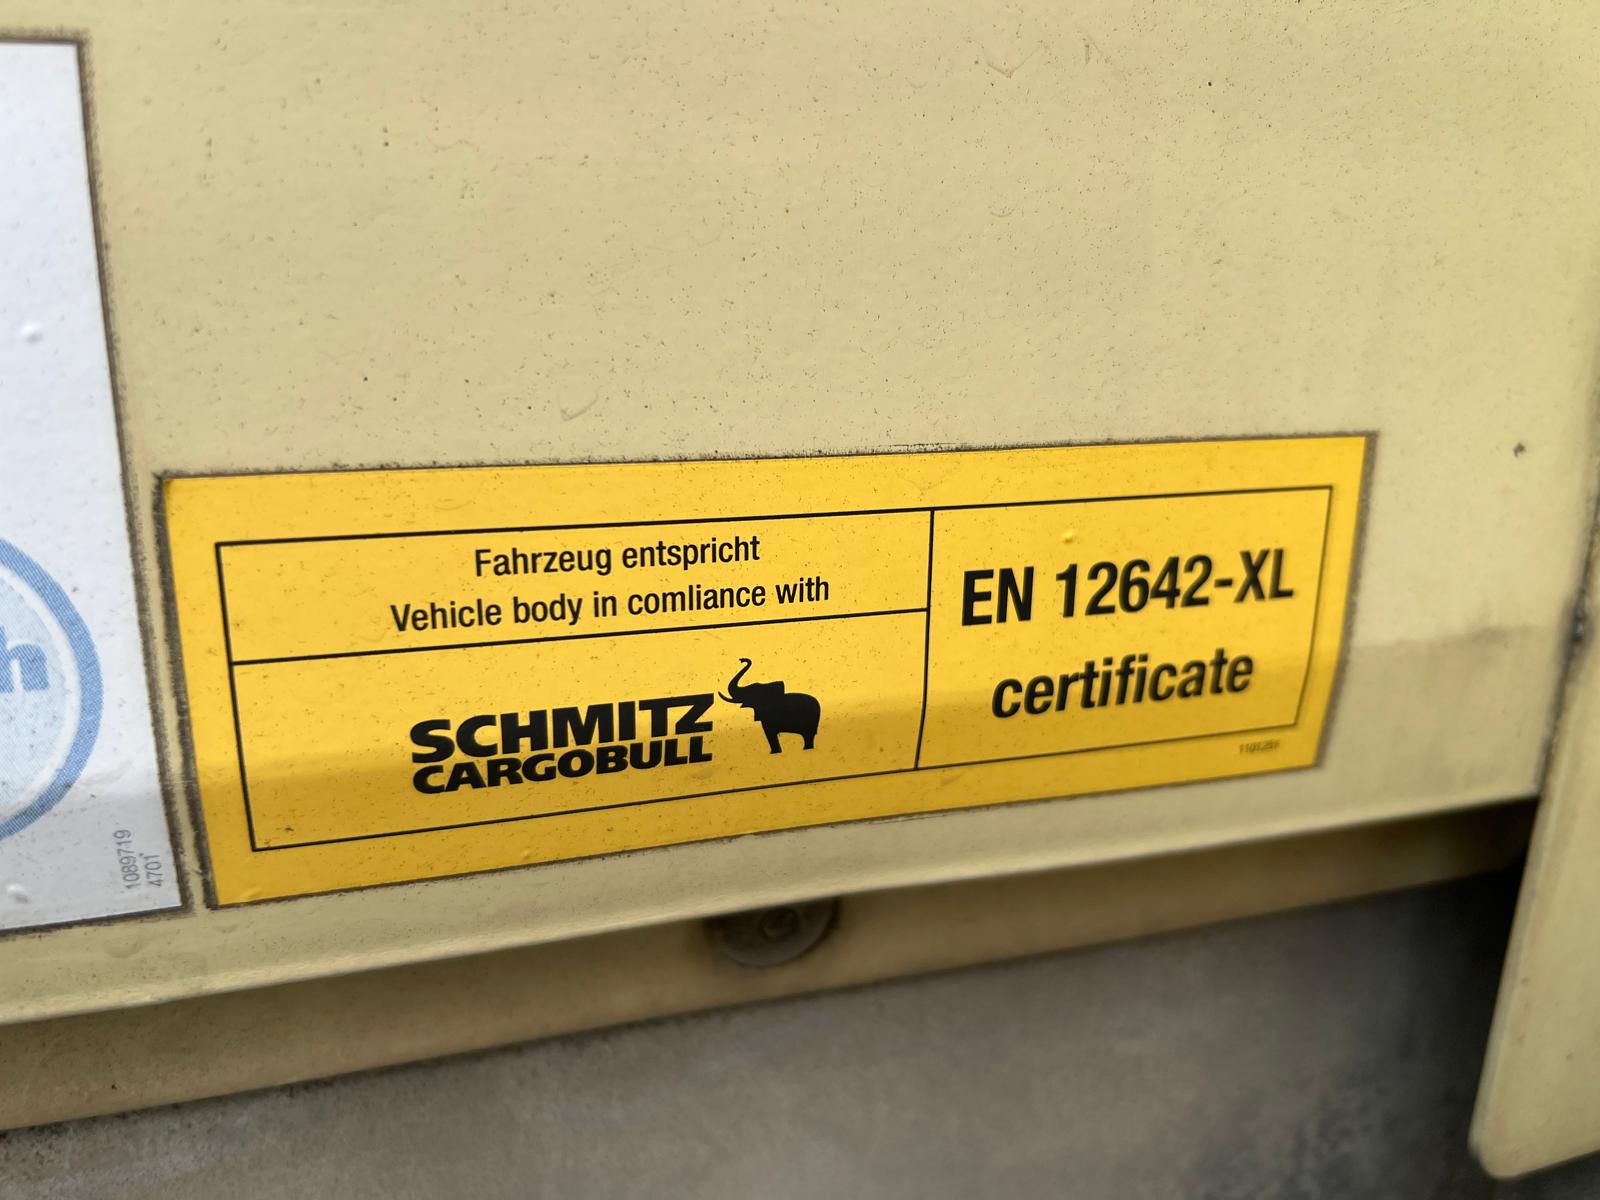 Fahrzeug entspricht
Vehicle body in comliance with
SCHMITZ
CARGOBULL
EN 12642-XL
certificate
1089719
4701